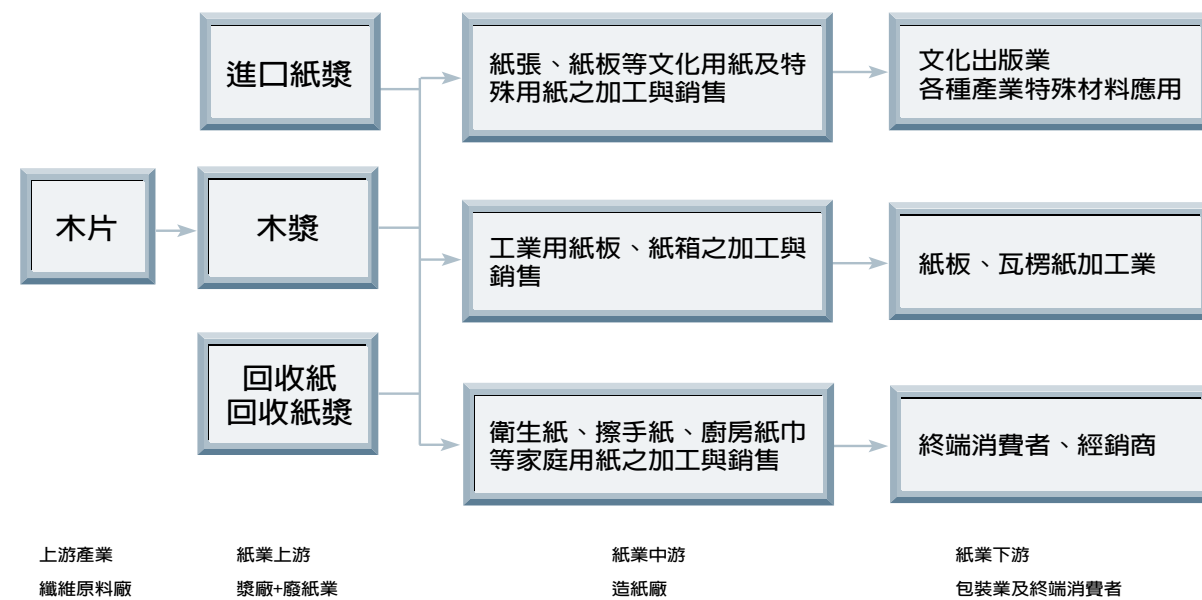 進口紙漿
紙張、紙板等文化用紙及特
殊用紙之加工與銷售
文化出版業
各種產業特殊材料應用
木片
木漿
工業用紙板、紙箱之加工與
銷售
紙板、瓦楞紙加工業
回收紙
回收紙漿
衛生紙、擦手紙、廚房紙巾
等家庭用紙之加工與銷售
終端消費者、經銷商
上游產業
紙業上游
紙業中游
紙業下游
纖維原料廠
漿廠+廢紙業
造紙廠
包裝業及終端消費者